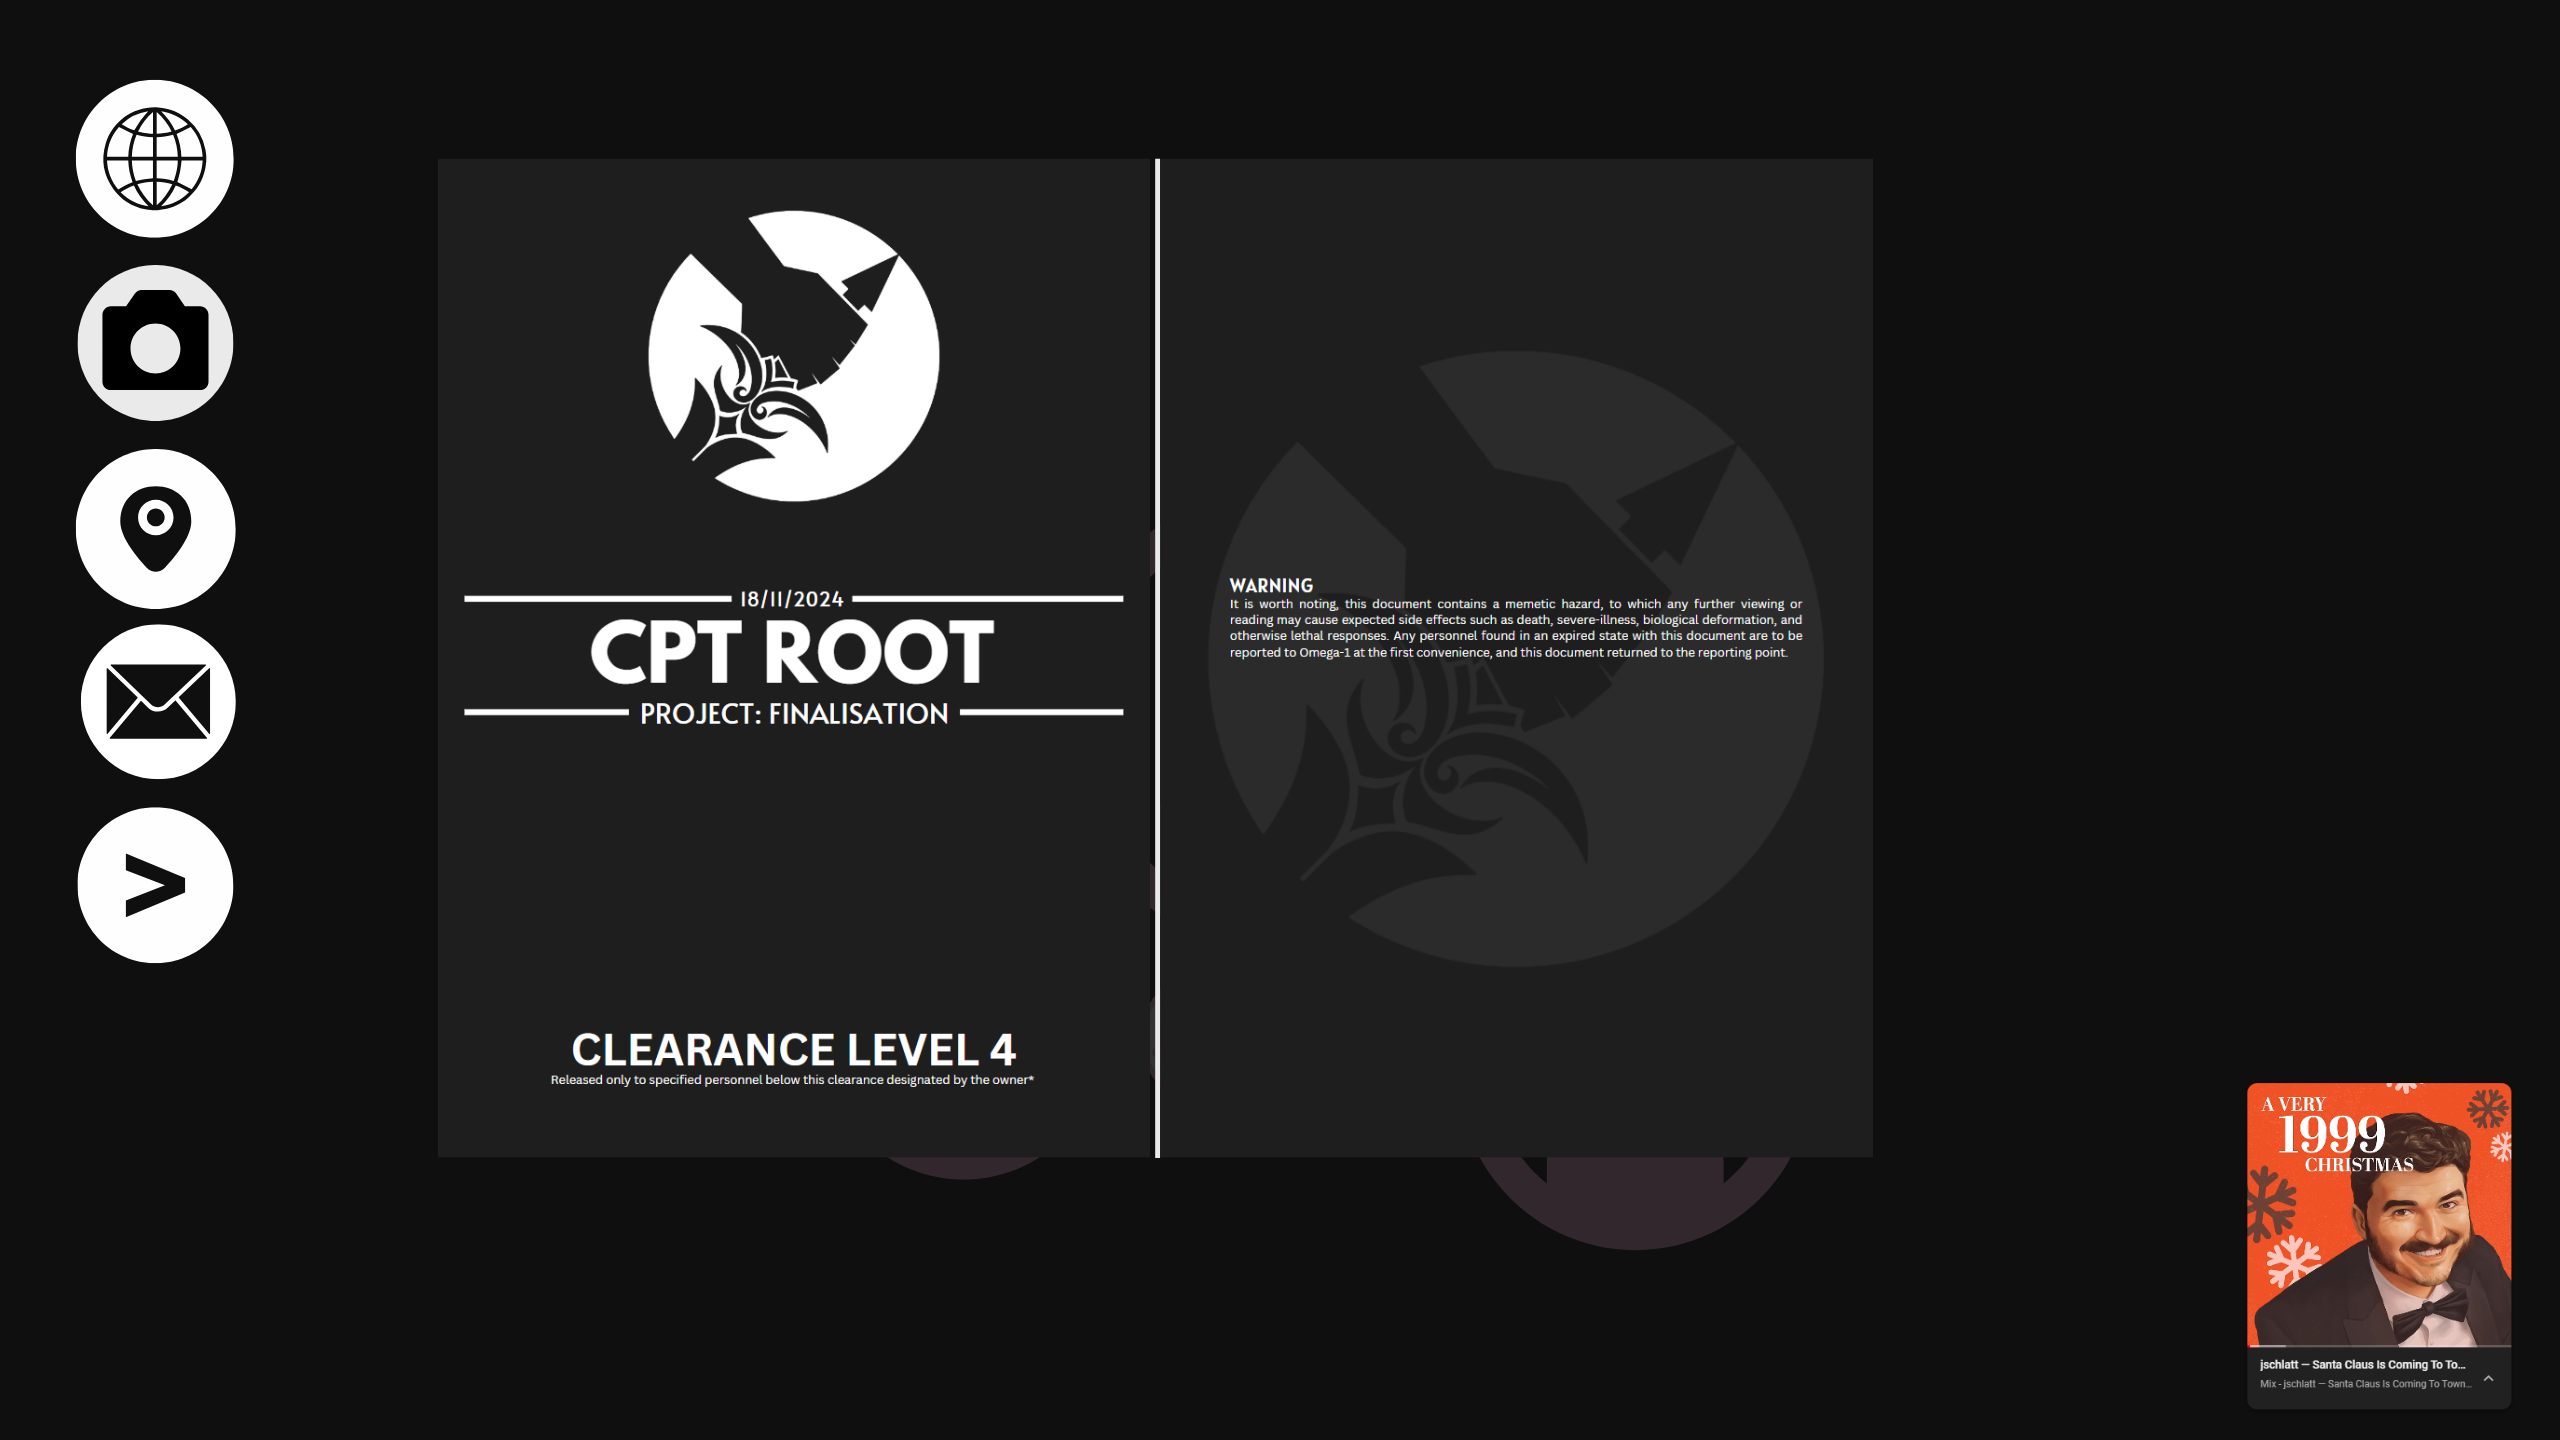 18/11/2024
CPT ROOT
PROJECT: FINALISATION
CLEARANCE LEVEL 4
Released only to specified personnel below this clearance designated by the owner*
WARNING
It is worth noting, this document contains a memetic hazard, to which any further viewing or
reading may cause expected side effects such as death, severe-illness, biological deformation, and
otherwise lethal responses. Any personnel found in an expired state with this document are to be
reported to Omega-1 at the first convenience, and this document returned to the reporting point.
A VERY
1999
CHRISTMAS
jschlatt — Santa Claus Is Coming To To...
Mix - jschlatt — Santa Claus Is Coming To Town...